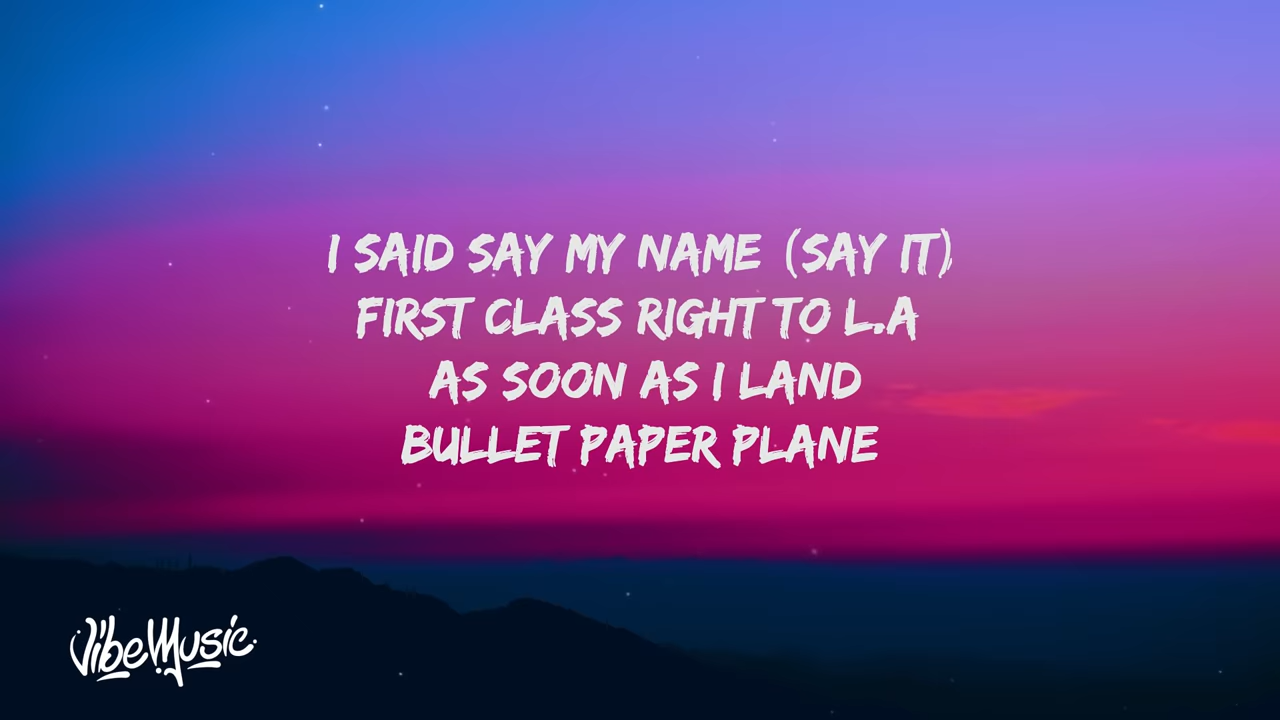 I SAID SAY MY NAME (SAY IT)
FIRST CLASS RIGHT TO L.A
AS SOON AS I LAND
BULLET PAPER PLANE
VibeMusic